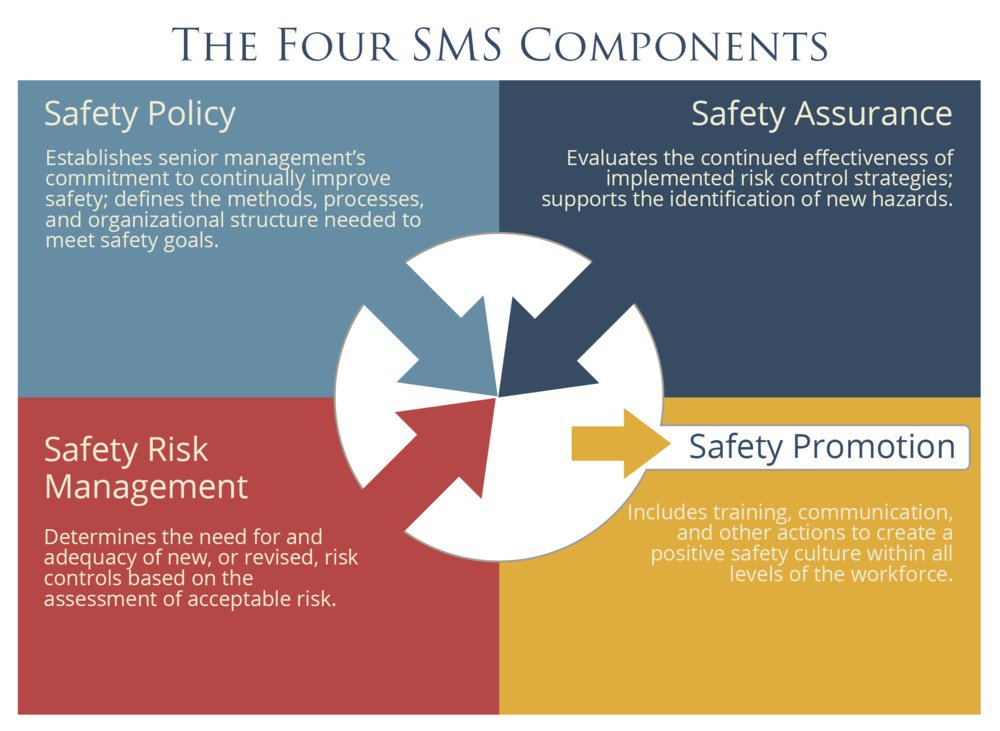 THE FOUR SMS COMPONENTS
Safety Policy
Establishes senior management’s
commitment to continually improve
safety; defines the methods, processes,
and organizational structure needed to
meet safety goals.
Safety Assurance
Evaluates the continued effectiveness of
implemented risk control strategies;
supports the identification of new hazards.
Safety Risk
Management
Determines the need for and
adequacy of new, or revised, risk
controls based on the
assessment of acceptable risk.
Safety Promotion
Includes training, communication,
and other actions to create a
positive safety culture within all
levels of the workforce.